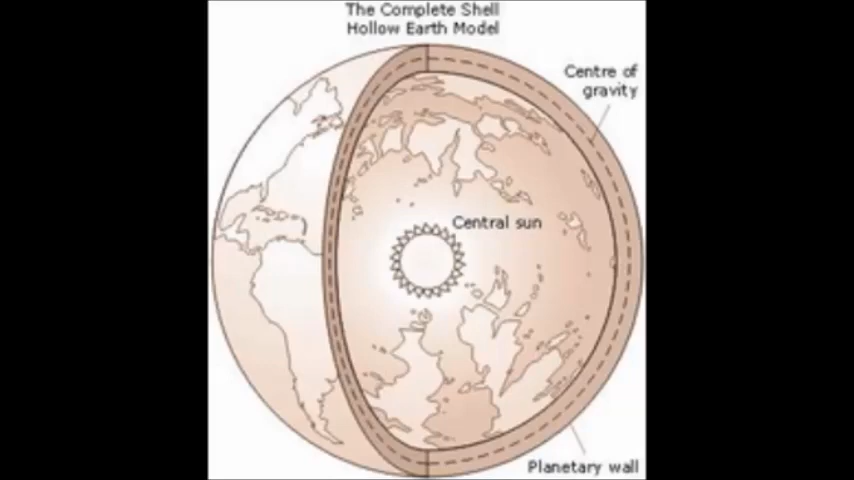 The Complete Shell
Hollow Earth Model
Centre of
gravity
Central sun
Planetary wall